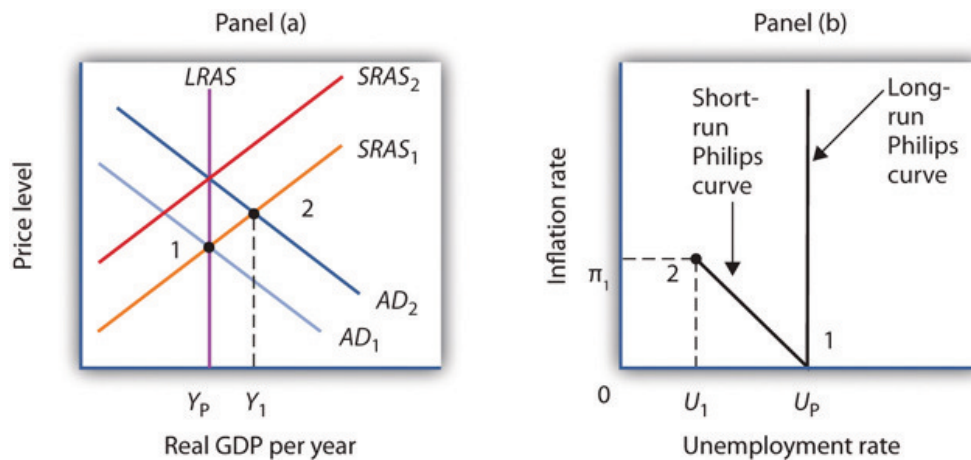 Panel (a)
Price level
LRAS
SRAS2
SRAS1
2
1
AD2
AD1
YP
Y1
Real GDP per year
Panel (b)
Inflation rate
Short-
run
Philips
curve
Long-
run
Philips
curve
π1
2
1
0
U1
UP
Unemployment rate